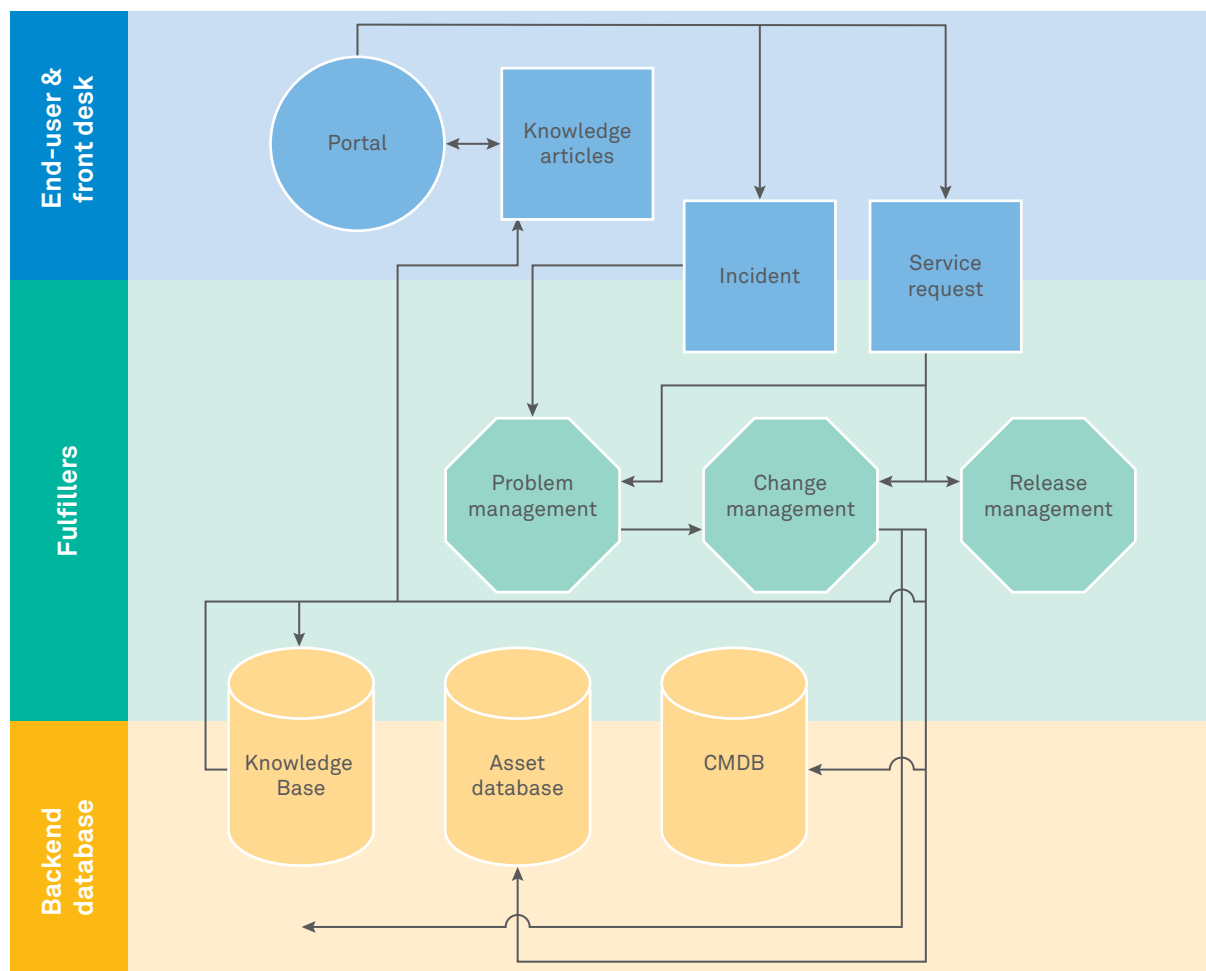 End-user &
front desk
Portal
Knowledge
articles
Incident
Service
request
Fulfillers
Problem
management
Change
management
Release
management
Backend
database
Knowledge
Base
Asset
database
CMDB